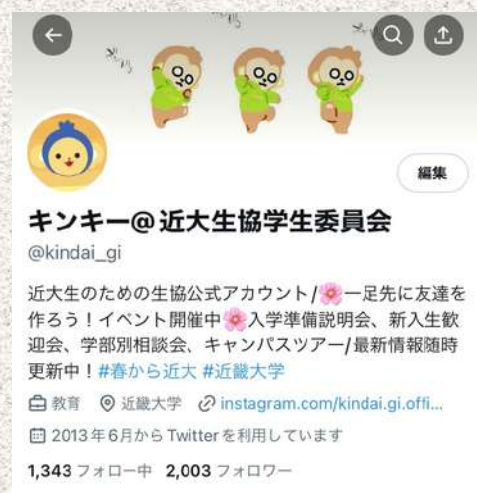 編集
キンキー@近大生協学生委員会
@kindai_gi
近大生のための生協公式アカウント/🌸一足先に友達を
作ろう！イベント開催中🌸入学準備説明会、新入生歓
迎会、学部別相談会、キャンパスツアー/最新情報随時
更新中！#春から近大 #近畿大学
教育 近畿大学 instagram.com/kindai.gi.offi...
2013年6月からTwitterを利用しています
1,343 フォロー中 2,003 フォロワー